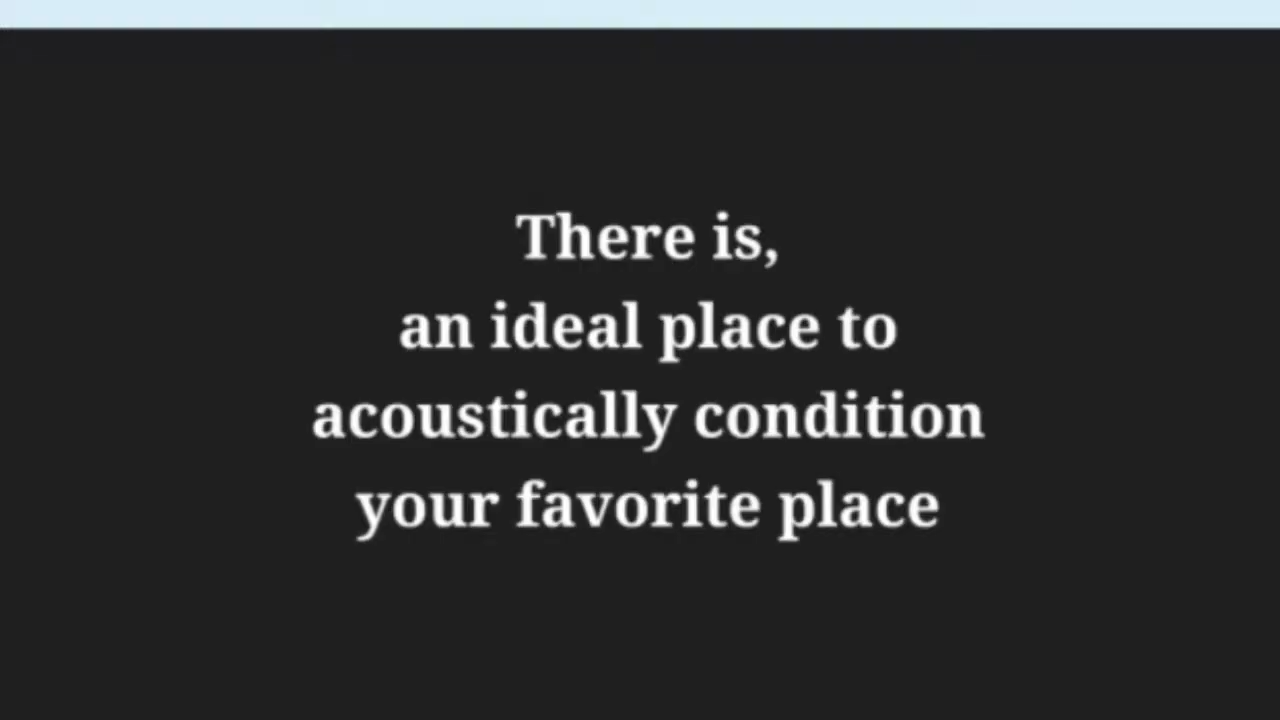 There is,
an ideal place to
acoustically condition
your favorite place